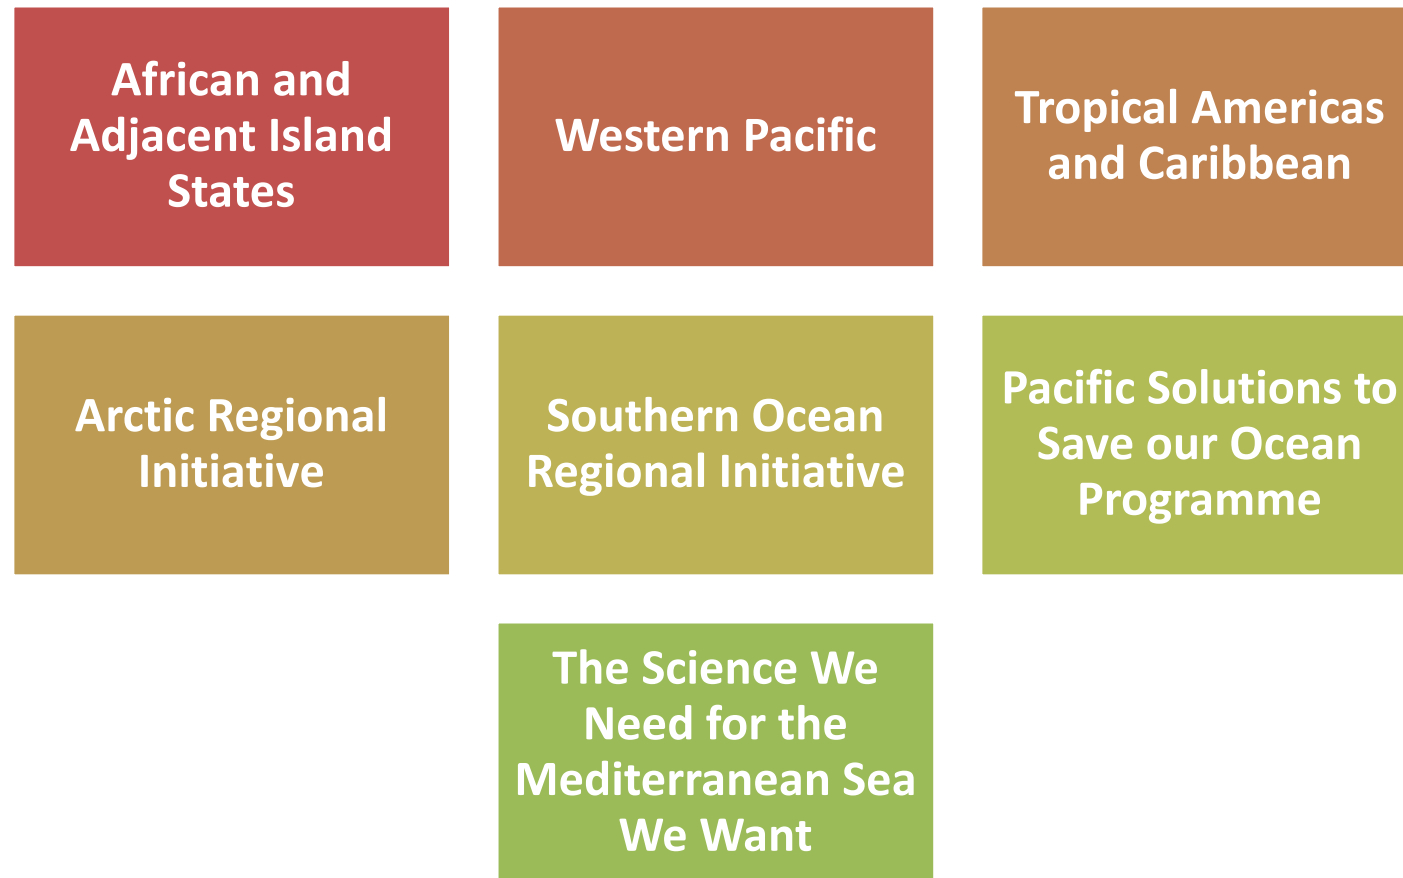 African and
Adjacent Island
States
Western Pacific
Tropical Americas
and Caribbean
Arctic Regional
Initiative
Southern Ocean
Regional Initiative
Pacific Solutions to
Save our Ocean
Programme
The Science We
Need for the
Mediterranean Sea
We Want